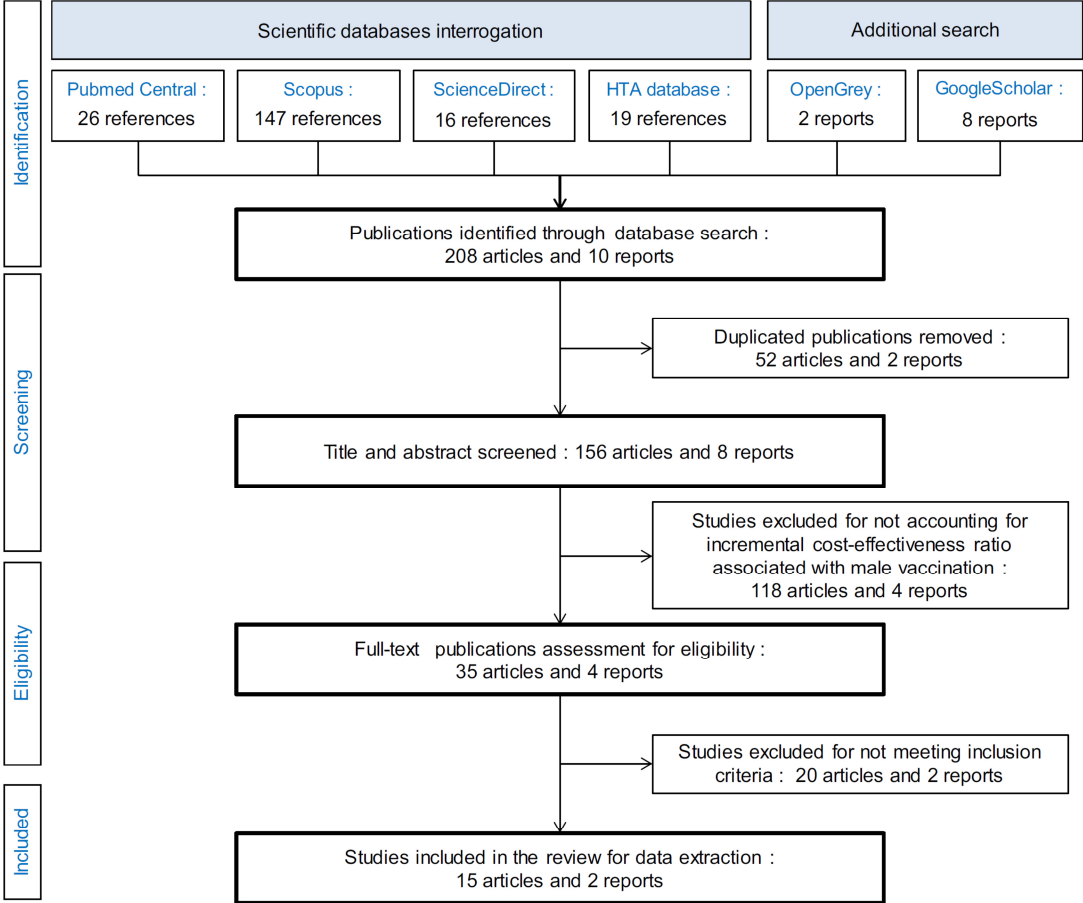 Scientific databases interrogation
Additional search
Identification
Pubmed Central :
26 references
Scopus :
147 references
ScienceDirect :
16 references
HTA database :
19 references
OpenGrey :
2 reports
GoogleScholar :
8 reports
Publications identified through database search :
208 articles and 10 reports
Screening
Duplicated publications removed :
52 articles and 2 reports
Title and abstract screened : 156 articles and 8 reports
Studies excluded for not accounting for
incremental cost-effectiveness ratio
associated with male vaccination :
118 articles and 4 reports
Eligibility
Full-text publications assessment for eligibility :
35 articles and 4 reports
Studies excluded for not meeting inclusion
criteria : 20 articles and 2 reports
Included
Studies included in the review for data extraction :
15 articles and 2 reports